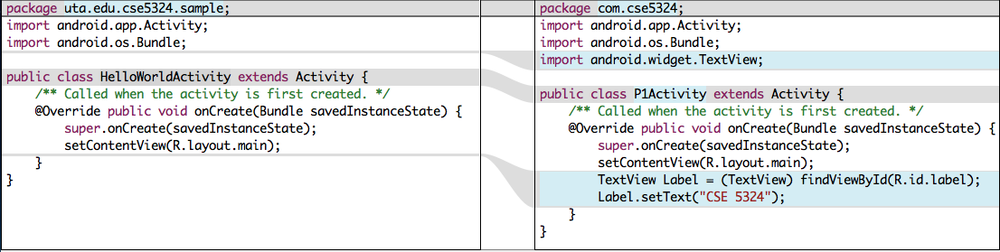 package uta.edu.cse5324.sample;
import android.app.Activity;
import android.os.Bundle;
public class HelloWorldActivity extends Activity {
/** Called when the activity is first created. */
@Override public void onCreate(Bundle savedInstanceState) {
super.onCreate(savedInstanceState);
setContentView(R.layout.main);
}
}
package com.cse5324;
import android.app.Activity;
import android.os.Bundle;
import android.widget.TextView;
public class P1Activity extends Activity {
/** Called when the activity is first created. */
@Override public void onCreate(Bundle savedInstanceState) {
super.onCreate(savedInstanceState);
setContentView(R.layout.main);
TextView Label = (TextView) findViewById(R.id.label);
Label.setText("CSE 5324");
}
}